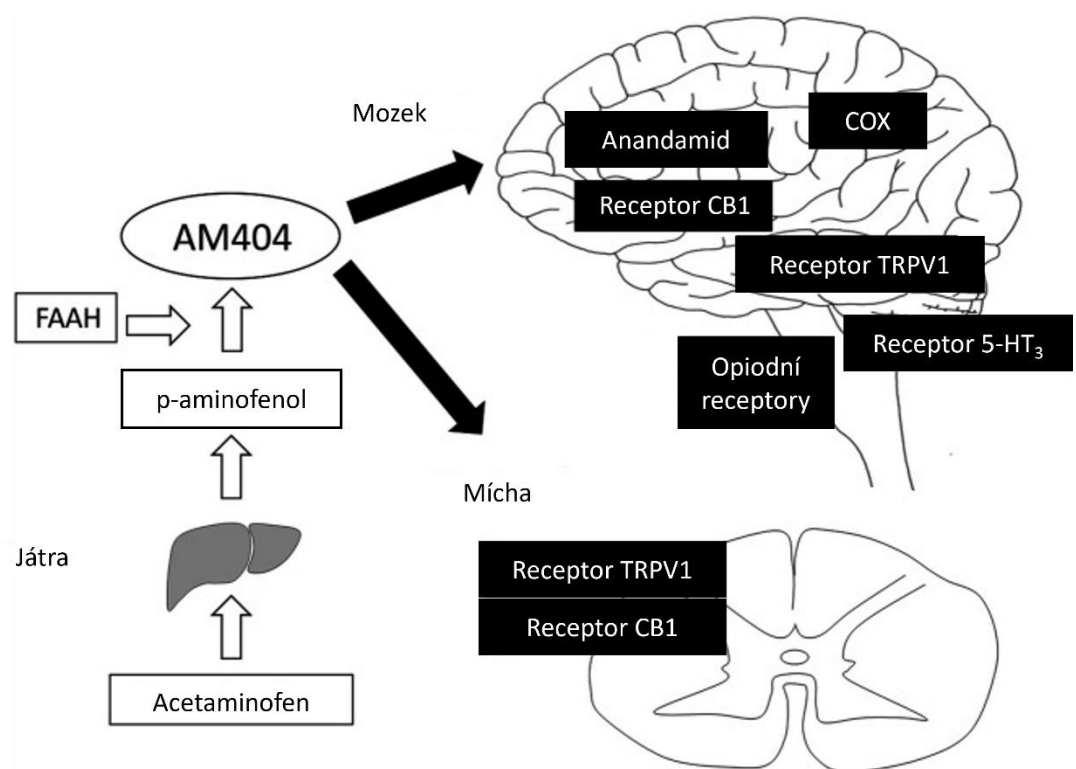 Mozek
COX
Anandamid
Receptor CB1
AM404
Receptor TRPV1
FAAH
Receptor 5-HT₃
Opiodní
receptory
p-aminofenol
Mícha
Játra
Receptor TRPV1
Receptor CB1
Acetaminofen